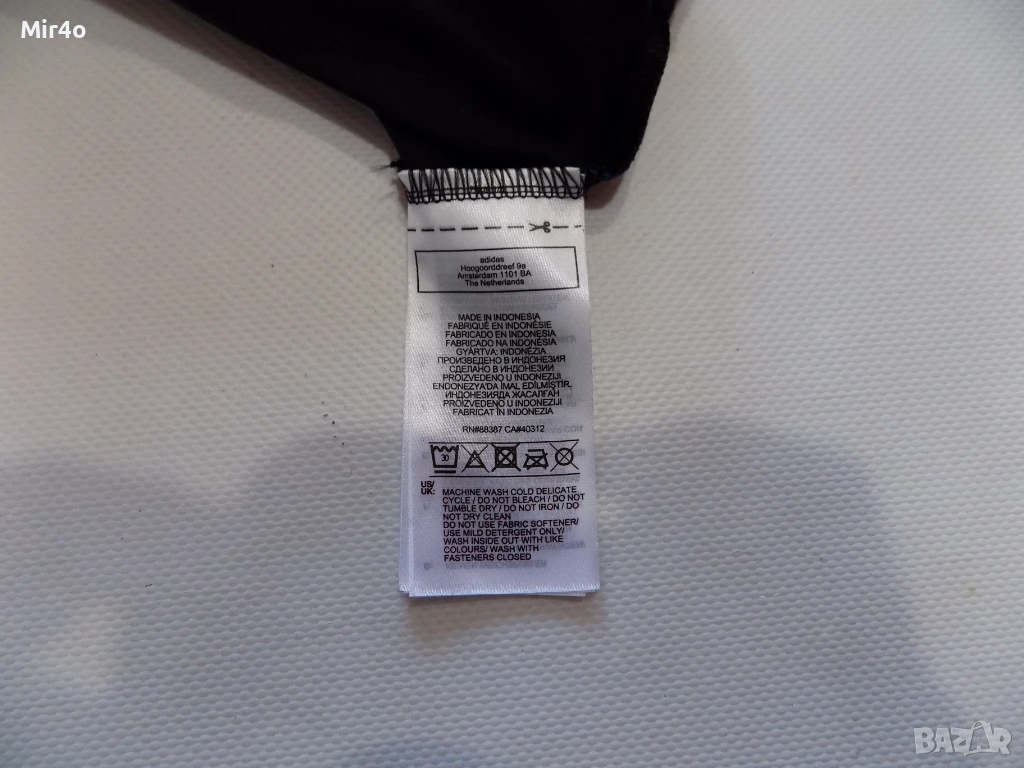 Mir4o
adidas
Hoogoorddreef 9a
Amsterdam 1101 BA
The Netherlands
MADE IN INDONESIA
FABRIQUÉ EN INDONÉSIE
FABRICADO EN INDONESIA
FABRICADO NA INDONÉSIA
GYÁRTVA: INDONÉZIA
ПРОИЗВЕДЕНО В ИНДОНЕЗИЯ
СДЕЛАНО В ИНДОНЕЗИИ
PROIZVEDENO U INDONEZIJI
ENDONEZYA'DA İMAL EDİLMİŞTİR.
ИНДОНЕЗИЯДА ЖАСАЛҒАН
PROIZVEDENO U INDONEZIJI
FABRICAT ÎN INDONEZIA
RN#88387 CA#40312
30
US/
UK:
MACHINE WASH COLD DELICATE
CYCLE / DO NOT BLEACH / DO NOT
TUMBLE DRY / DO NOT IRON / DO
NOT DRY CLEAN
DO NOT USE FABRIC SOFTENER/
USE MILD DETERGENT ONLY/
WASH INSIDE OUT WITH LIKE
COLOURS/ WASH WITH
FASTENERS CLOSED
BAZAR